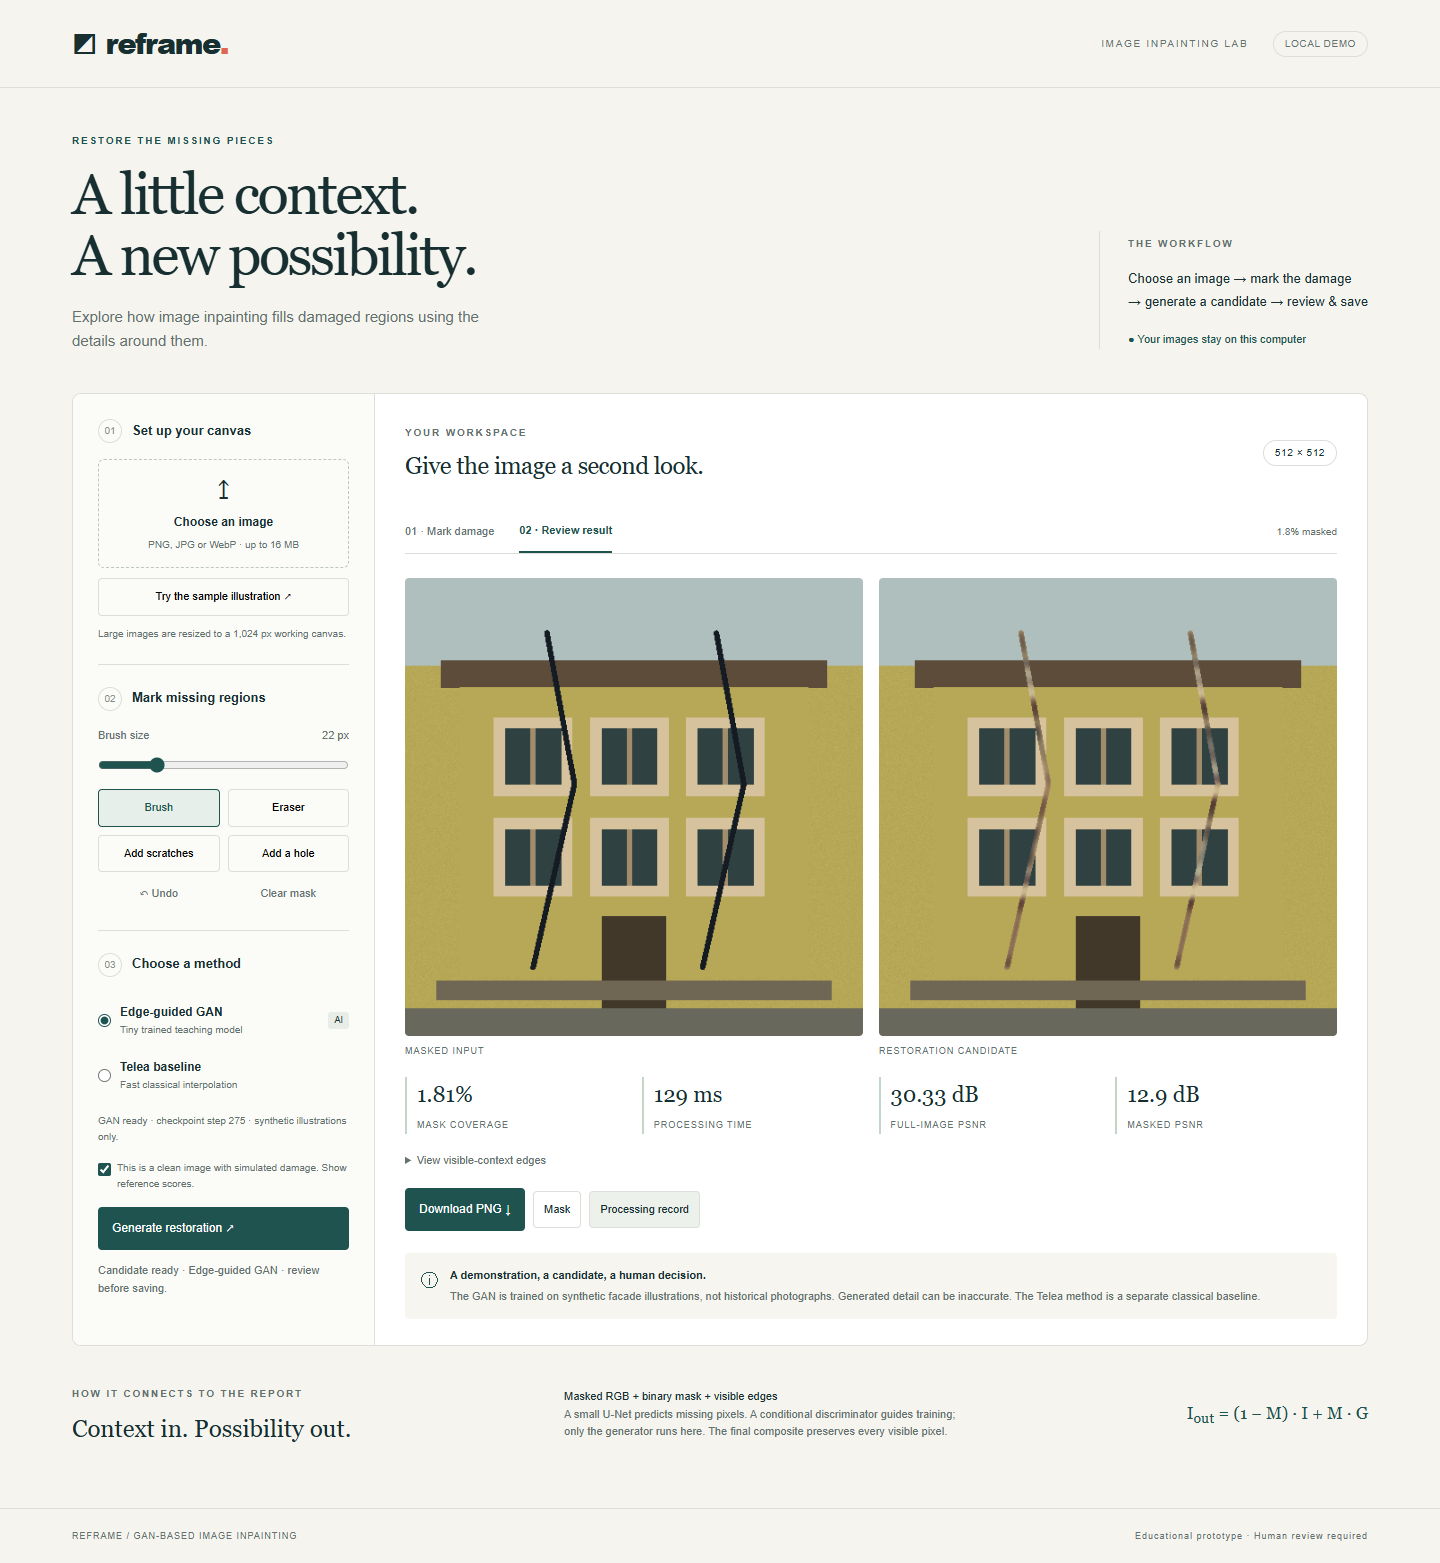 reframe.
IMAGE INPAINTING LAB
LOCAL DEMO
RESTORE THE MISSING PIECES
A little context.
A new possibility.
Explore how image inpainting fills damaged regions using the
details around them.
THE WORKFLOW
Choose an image → mark the damage
→ generate a candidate → review & save
● Your images stay on this computer
01 Set up your canvas
↥
Choose an image
PNG, JPG or WebP · up to 16 MB
Try the sample illustration ↗
Large images are resized to a 1,024 px working canvas.
02 Mark missing regions
Brush size 22 px
Brush Eraser
Add scratches Add a hole
↶ Undo Clear mask
03 Choose a method
Edge-guided GAN
Tiny trained teaching model
AI
Telea baseline
Fast classical interpolation
GAN ready · checkpoint step 275 · synthetic illustrations
only.
This is a clean image with simulated damage. Show
reference scores.
Generate restoration ↗
Candidate ready · Edge-guided GAN · review
before saving.
YOUR WORKSPACE
Give the image a second look.
512 × 512
01 · Mark damage 02 · Review result 1.8% masked
MASKED INPUT RESTORATION CANDIDATE
1.81% 129 ms 30.33 dB 12.9 dB
MASK COVERAGE PROCESSING TIME FULL-IMAGE PSNR MASKED PSNR
▶ View visible-context edges
Download PNG ↓ Mask Processing record
ⓘ A demonstration, a candidate, a human decision.
The GAN is trained on synthetic facade illustrations, not historical photographs. Generated detail can be inaccurate. The Telea method is a separate classical baseline.
HOW IT CONNECTS TO THE REPORT
Context in. Possibility out.
Masked RGB + binary mask + visible edges
A small U-Net predicts missing pixels. A conditional discriminator guides training;
only the generator runs here. The final composite preserves every visible pixel.
Iout = (1 − M) · I + M · G
REFRAME / GAN-BASED IMAGE INPAINTING
Educational prototype · Human review required